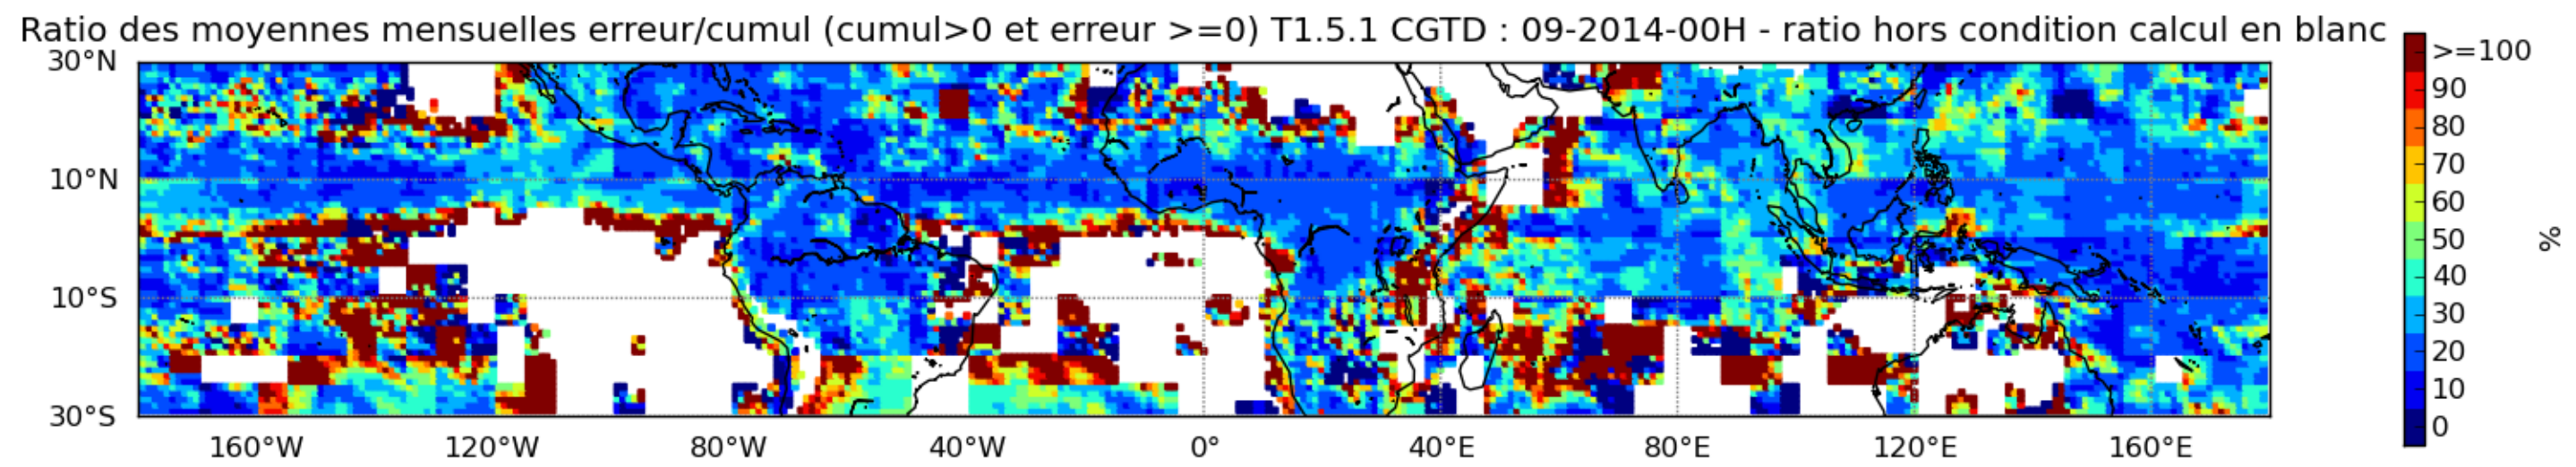 Ratio des moyennes mensuelles erreur/cumul (cumul>0 et erreur >=0) T1.5.1 CGTD : 09-2014-00H - ratio hors condition calcul en blanc
30°N
10°N
10°S
30°S
160°W 120°W 80°W 40°W 0° 40°E 80°E 120°E 160°E
>=100
90
80
70
60
50
40
30
20
10
0
%